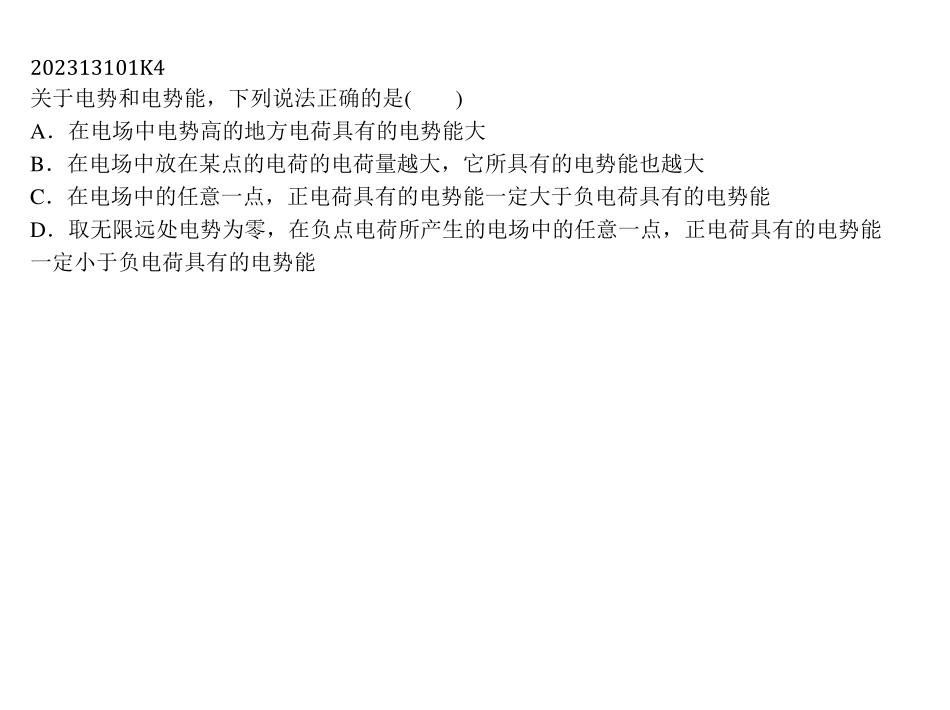 202313101K4
关于电势和电势能，下列说法正确的是(　　)
A．在电场中电势高的地方电荷具有的电势能大
B．在电场中放在某点的电荷的电荷量越大，它所具有的电势能也越大
C．在电场中的任意一点，正电荷具有的电势能一定大于负电荷具有的电势能
D．取无限远处电势为零，在负点电荷所产生的电场中的任意一点，正电荷具有的电势能
一定小于负电荷具有的电势能